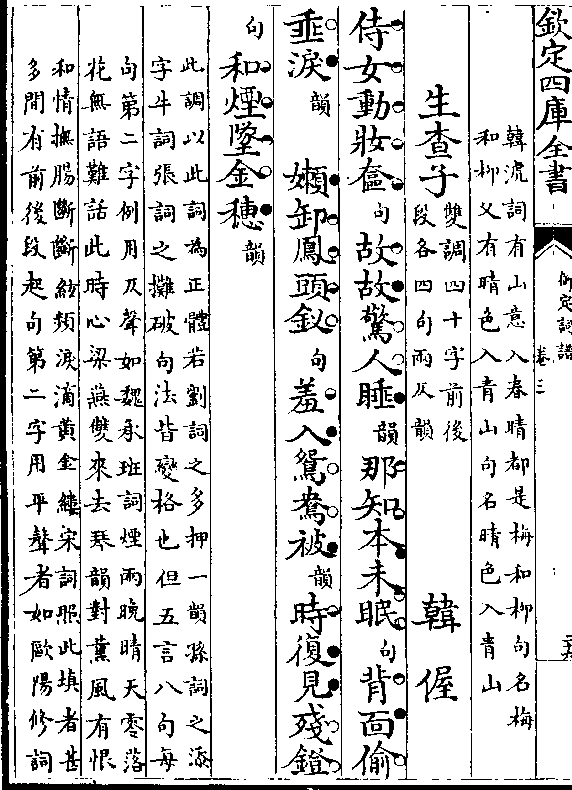 欽定四庫全書
御定詞譜
卷三
韓淲詞有山意入春晴都是梅和柳句名梅
和柳又有晴色入青山句名晴色入青山
生查子
雙調四十字前後
段各四句兩仄韻
韓偓
侍女動妝奩句故故驚人睡韻那知本未眠句背面偷
垂淚韻嬾卸鳳頭釵句羞入鴛鴦被韻時復見殘鐙
句和煙墜金穗韻
此調以此詞為正體若劉詞之多押一韻孫詞之添
字牛詞張詞之攤破句法皆變格也但五言八句每
句第二字例用仄聲如魏承班詞煙雨晚晴天零落
花無語難話此時心梁燕雙來去琴韻對薰風有恨
和情撫腸斷斷絃頻淚滴黃金縷宋詞照此填者甚
多間有前後段起句第二字用平聲者如歐陽修詞